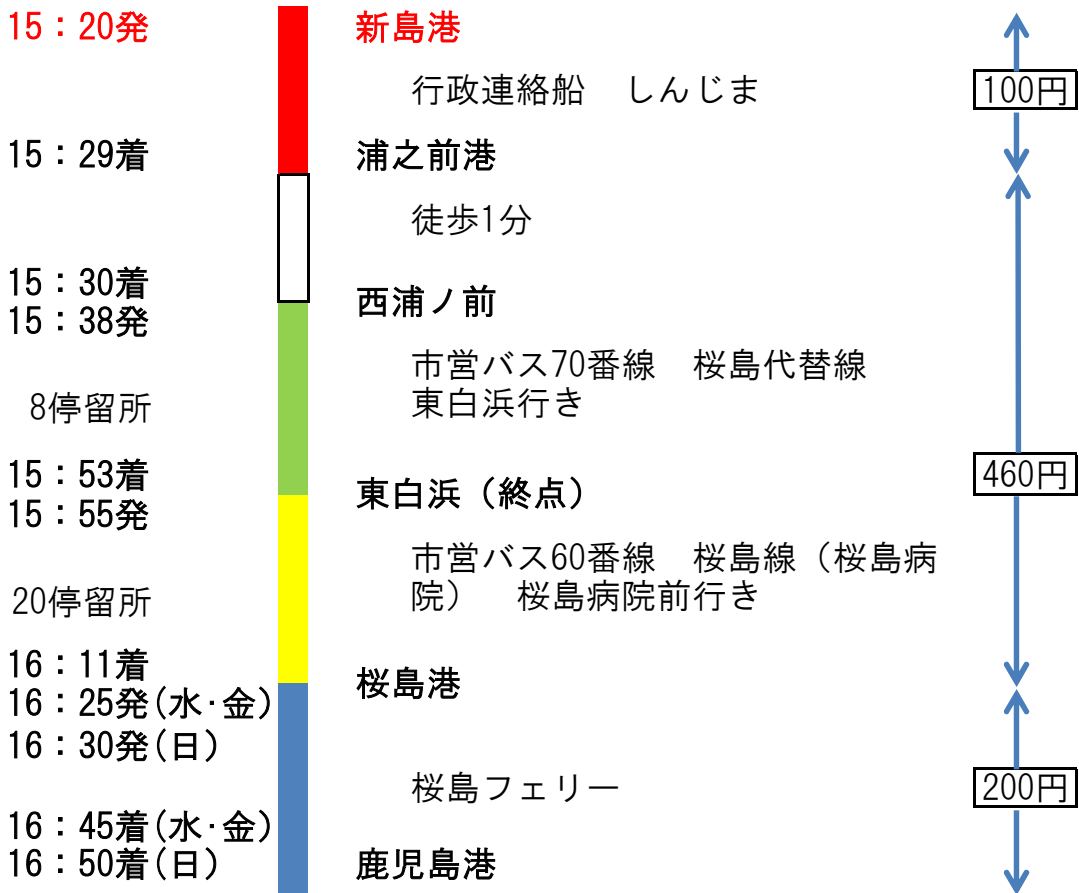 15：20発 新島港
行政連絡船　しんじま 100円
15：29着 浦之前港
徒歩1分
15：30着
西浦ノ前
15：38発
市営バス70番線　桜島代替線
東白浜行き
8停留所
15：53着 460円
東白浜（終点）
15：55発
市営バス60番線　桜島線（桜島病
院）　桜島病院前行き
20停留所
16：11着
桜島港
16：25発(水･金)
16：30発(日)
桜島フェリー 200円
16：45着(水･金)
16：50着(日) 鹿児島港